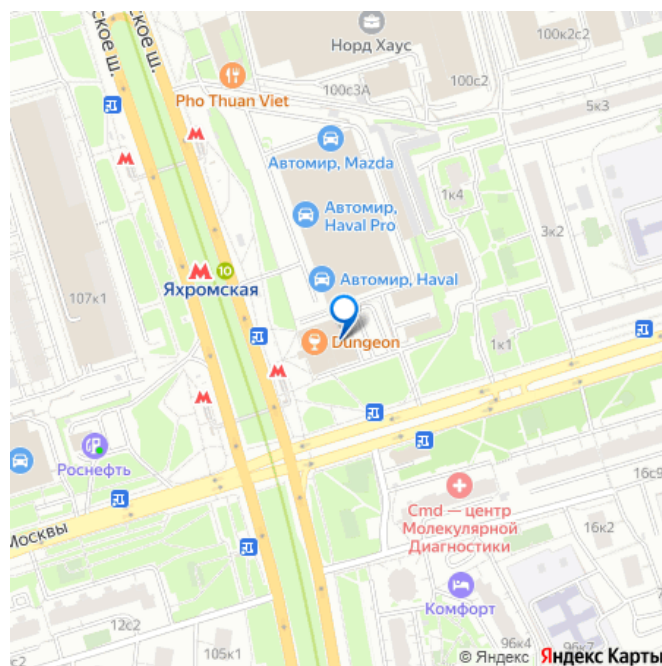 ское ш.
ское ш.
Норд Хаус
100к2с2
100с2
100с3А
Pho Thuan Viet
5к3
Автомир, Mazda
1к4
Автомир,
Haval Pro
3к2
Автомир, Haval
10
Яхромская
107к1
Dungeon
1к1
Роснефть
Москвы
Cmd — центр
Молекулярной
Диагностики
16с9
16к2
Комфорт
12с2
105к1
96к4
96к7
© Яндекс Яндекс Карты